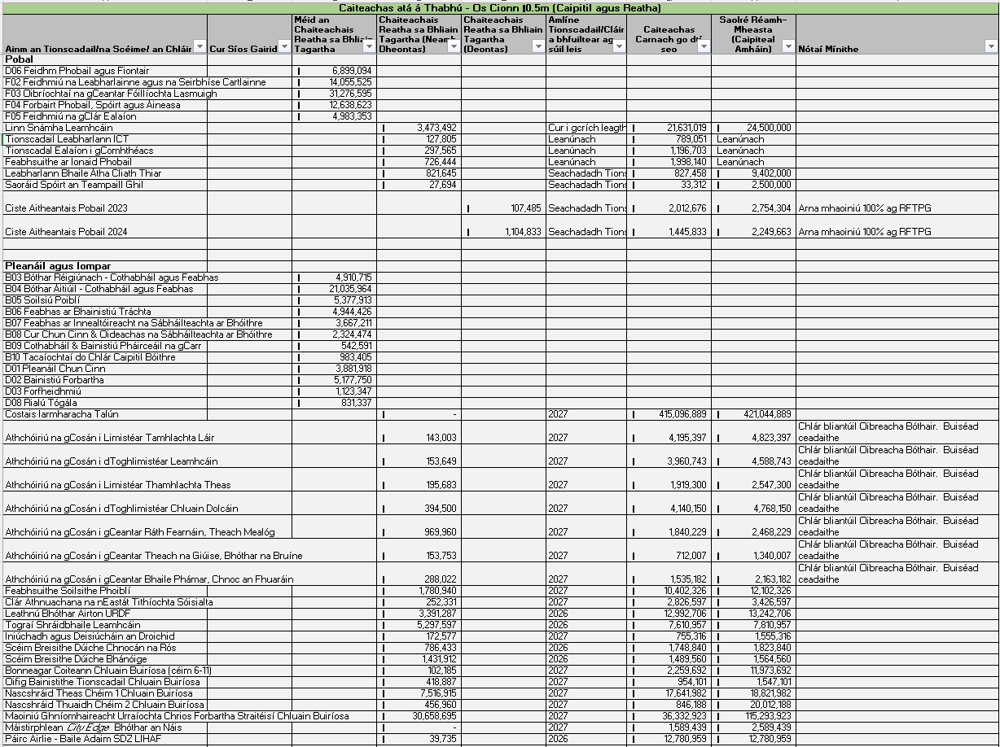 Caiteachas atá á Thabhú - Os Cionn |0.5m (Caipitil agus Reatha)
Ainm an Tionscadail/na Scéime/ an Chláir Cur Síos Gairid Méid an Chaiteachais Reatha sa Bhliain Tagartha Chaiteachais Reatha sa Bhliain Tagartha (Neamh Dheontas) Chaiteachais Reatha sa Bhliain Tagartha (Deontas) Amlíne Tionscadail/Cláir a bhfuiltear ag súil leis Caiteachas Carnach go dtí seo Saolré Réamh-Mheasta (Caipiteal Amháin) Nótaí Mínithe
Pobal
D06 Feidhm Phobail agus Fiontair 6,899,094
F02 Feidhmiú na Leabharlainne agus na Seirbhíse Cartlainne 14,055,525
F03 Oibríochtaí na gCeantar Fóillíochta Lasmuigh 31,276,595
F04 Forbairt Phobail, Spóirt agus Áineasa 12,638,623
F05 Feidhmiú na gClár Ealaíon 4,983,353
Linn Snámha Leamhcáin 3,473,492 Cur i gcrích leagth 21,631,019 24,500,000
Tionscadail Leabharlann ICT 127,805 Leanúnach 789,051 Leanúnach
Tionscadal Ealaíon i gComhthéacs 297,565 Leanúnach 1,196,703 Leanúnach
Feabhsuithe ar Ionaid Phobail 726,444 Leanúnach 1,998,140 Leanúnach
Leabharlann Bhaile Átha Cliath Thiar 821,645 Seachadadh Tions 827,458 9,402,000
Saoráid Spóirt an Teampaill Ghil 27,694 Seachadadh Tions 33,312 2,500,000
Ciste Aitheantais Pobail 2023 107,485 Seachadadh Tions 2,012,676 2,754,304 Arna mhaoiniú 100% ag RFTPG
Ciste Aitheantais Pobail 2024 1,104,833 Seachadadh Tions 1,445,833 2,249,663 Arna mhaoiniú 100% ag RFTPG
Pleanáil agus Iompar
B03 Bóthar Réigiúnach - Cothabháil agus Feabhas 4,910,715
B04 Bóthar Áitiúil - Cothabháil agus Feabhas 21,035,964
B05 Soilsiú Poiblí 5,377,913
B06 Feabhas ar Bhainistiú Tráchta 4,944,426
B07 Feabhas ar Innealtóireacht na Sábháilteachta ar Bhóithre 3,667,211
B08 Cur Chun Cinn & Oideachas na Sábháilteachta ar Bhóithre 2,324,474
B09 Cothabháil & Bainistiú Pháirceáil na gCarr 542,591
B10 Tacaíochtaí do Chlár Caipitil Bóithre 983,405
D01 Pleanáil Chun Cinn 3,881,918
D02 Bainistiú Forbartha 5,177,750
D03 Forfheidhmiú 1,123,347
D08 Rialú Tógála 831,337
Costais Iarmharacha Talún - 2027 415,096,889 421,044,889
Athchóiriú na gCosán i Limistéar Tamhlachta Láir 143,003 2027 4,195,397 4,823,397 Chlár bliantúil Oibreacha Bóthair. Buiséad ceadaithe
Athchóiriú na gCosán i dToghlimistéar Leamhcáin 153,649 2027 3,960,743 4,588,743 Chlár bliantúil Oibreacha Bóthair. Buiséad ceadaithe
Athchóiriú na gCosán i Limistéar Thamhlachta Theas 195,683 2027 1,919,300 2,547,300 Chlár bliantúil Oibreacha Bóthair. Buiséad ceadaithe
Athchóiriú na gCosán i dToghlimistéar Chluain Dolcáin 394,500 2027 4,140,150 4,768,150 Chlár bliantúil Oibreacha Bóthair. Buiséad ceadaithe
Athchóiriú na gCosán i gCeantar Ráth Fearnáin, Theach Mealóg 969,960 2027 1,840,229 2,468,229 Chlár bliantúil Oibreacha Bóthair. Buiséad ceadaithe
Athchóiriú na gCosán i gCeantar Theach na Giúise, Bhóthar na Bruíne 153,753 2027 712,007 1,340,007 Chlár bliantúil Oibreacha Bóthair. Buiséad ceadaithe
Athchóiriú na gCosán i gCeantar Bhaile Phámar, Chnoc an Fhuaráin 288,022 2027 1,535,182 2,163,182 Chlár bliantúil Oibreacha Bóthair. Buiséad ceadaithe
Feabhsuithe Soilsithe Phoiblí 1,780,940 2027 10,402,326 12,102,326
Clár Athnuachana na nEastát Tithíochta Sóisialta 252,331 2027 2,826,597 3,426,597
Leathnú Bhóthar Airton URDF 3,391,287 2026 12,992,706 13,242,706
Tograí Shráidbhaile Leamhcáin 5,297,597 2026 7,610,957 7,810,957
Iniúchadh agus Deisiúcháin an Droichid 172,577 2027 755,316 1,555,316
Scéim Breisithe Dúiche Chnocán na Rós 786,433 2026 1,748,840 1,823,840
Scéim Breisithe Dúiche Bhánóige 1,431,912 2026 1,489,560 1,564,560
Bonneagar Coiteann Chluain Buiríosa (céim 6-11) 102,185 2027 2,259,692 11,973,692
Oifig Bainistithe Tionscadail Chluain Buiríosa 418,887 2027 954,101 1,547,101
Nascshráid Theas Chéim 1 Chluain Buiríosa 7,516,915 2027 17,641,982 18,821,982
Nascshráid Thuaidh Chéim 2 Chluain Buiríosa 456,960 2027 846,188 20,012,188
Maoiniú Ghníomhaireacht Urraíochta Chrios Forbartha Straitéisí Chluain Buiríosa 30,658,695 2027 36,332,923 115,293,923
Máistirphlean City Edge Bhóthar an Náis - 2027 1,589,439 2,589,439
Páirc Airlie - Baile Adaim SDZ LIHAF 39,735 2026 12,780,959 12,780,959